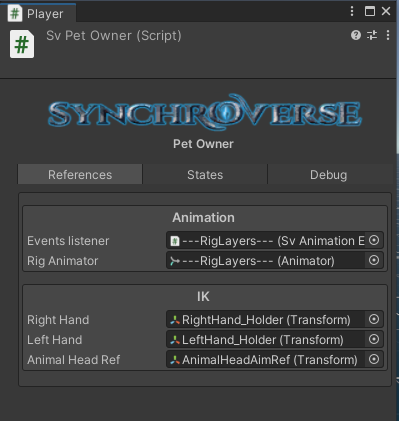 Player
Sv Pet Owner (Script)
SYNCHROVERSE
Pet Owner
References States Debug
Animation
Events listener ---RigLayers--- (Sv Animation E
Rig Animator ---RigLayers--- (Animator)
IK
Right Hand RightHand_Holder (Transform)
Left Hand LeftHand_Holder (Transform)
Animal Head Ref AnimalHeadAimRef (Transform)